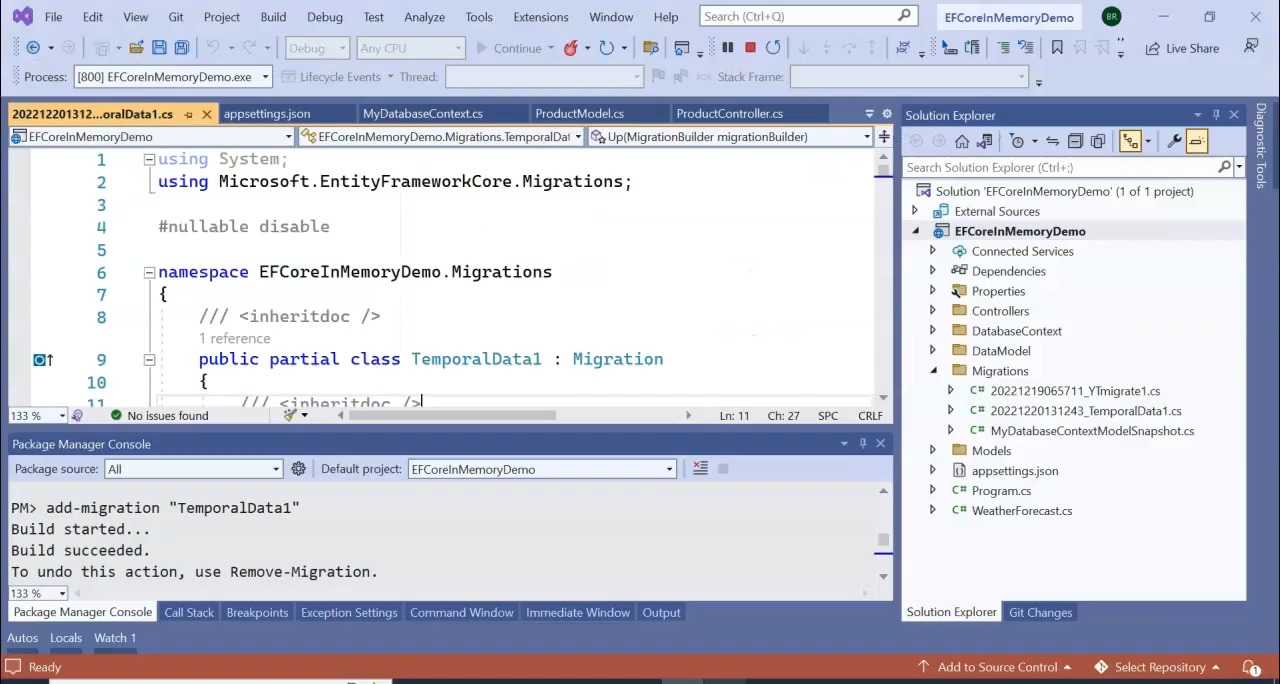 File Edit View Git Project Build Debug Test Analyze Tools Extensions Window Help Search (Ctrl+Q) EFCoreInMemoryDemo BR
Debug Any CPU Continue Live Share
Process: [800] EFCoreInMemoryDemo.exe Lifecycle Events Thread: Stack Frame:
202212201312...oralData1.cs appsettings.json MyDatabaseContext.cs ProductModel.cs ProductController.cs
EFCoreInMemoryDemo EFCoreInMemoryDemo.Migrations.TemporalDat Up(MigrationBuilder migrationBuilder)
1 using System;
2 using Microsoft.EntityFrameworkCore.Migrations;
3
4 #nullable disable
5
6 namespace EFCoreInMemoryDemo.Migrations
7 {
8 /// <inheritdoc />
1 reference
9 public partial class TemporalData1 : Migration
10 {
11 /// <inheritdoc />
133 % No issues found Ln: 11 Ch: 27 SPC CRLF
Package Manager Console
Package source: All Default project: EFCoreInMemoryDemo
PM> add-migration "TemporalData1"
Build started...
Build succeeded.
To undo this action, use Remove-Migration.
133 %
Package Manager Console Call Stack Breakpoints Exception Settings Command Window Immediate Window Output
Autos Locals Watch 1
Ready Add to Source Control Select Repository 1
Solution Explorer
Search Solution Explorer (Ctrl+;)
Solution 'EFCoreInMemoryDemo' (1 of 1 project)
External Sources
EFCoreInMemoryDemo
Connected Services
Dependencies
Properties
Controllers
DatabaseContext
DataModel
Migrations
C# 20221219065711_YTmigrate1.cs
C# 20221220131243_TemporalData1.cs
C# MyDatabaseContextModelSnapshot.cs
Models
appsettings.json
C# Program.cs
C# WeatherForecast.cs
Solution Explorer Git Changes
Diagnostic Tools